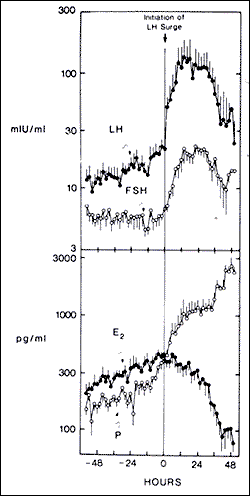 Initiation of
LH Surge
300
100
mIU/ml
30
LH
FSH
10
3
3000
1000
pg/ml
E2
300
P
100
-48 -24 0 24 48
HOURS